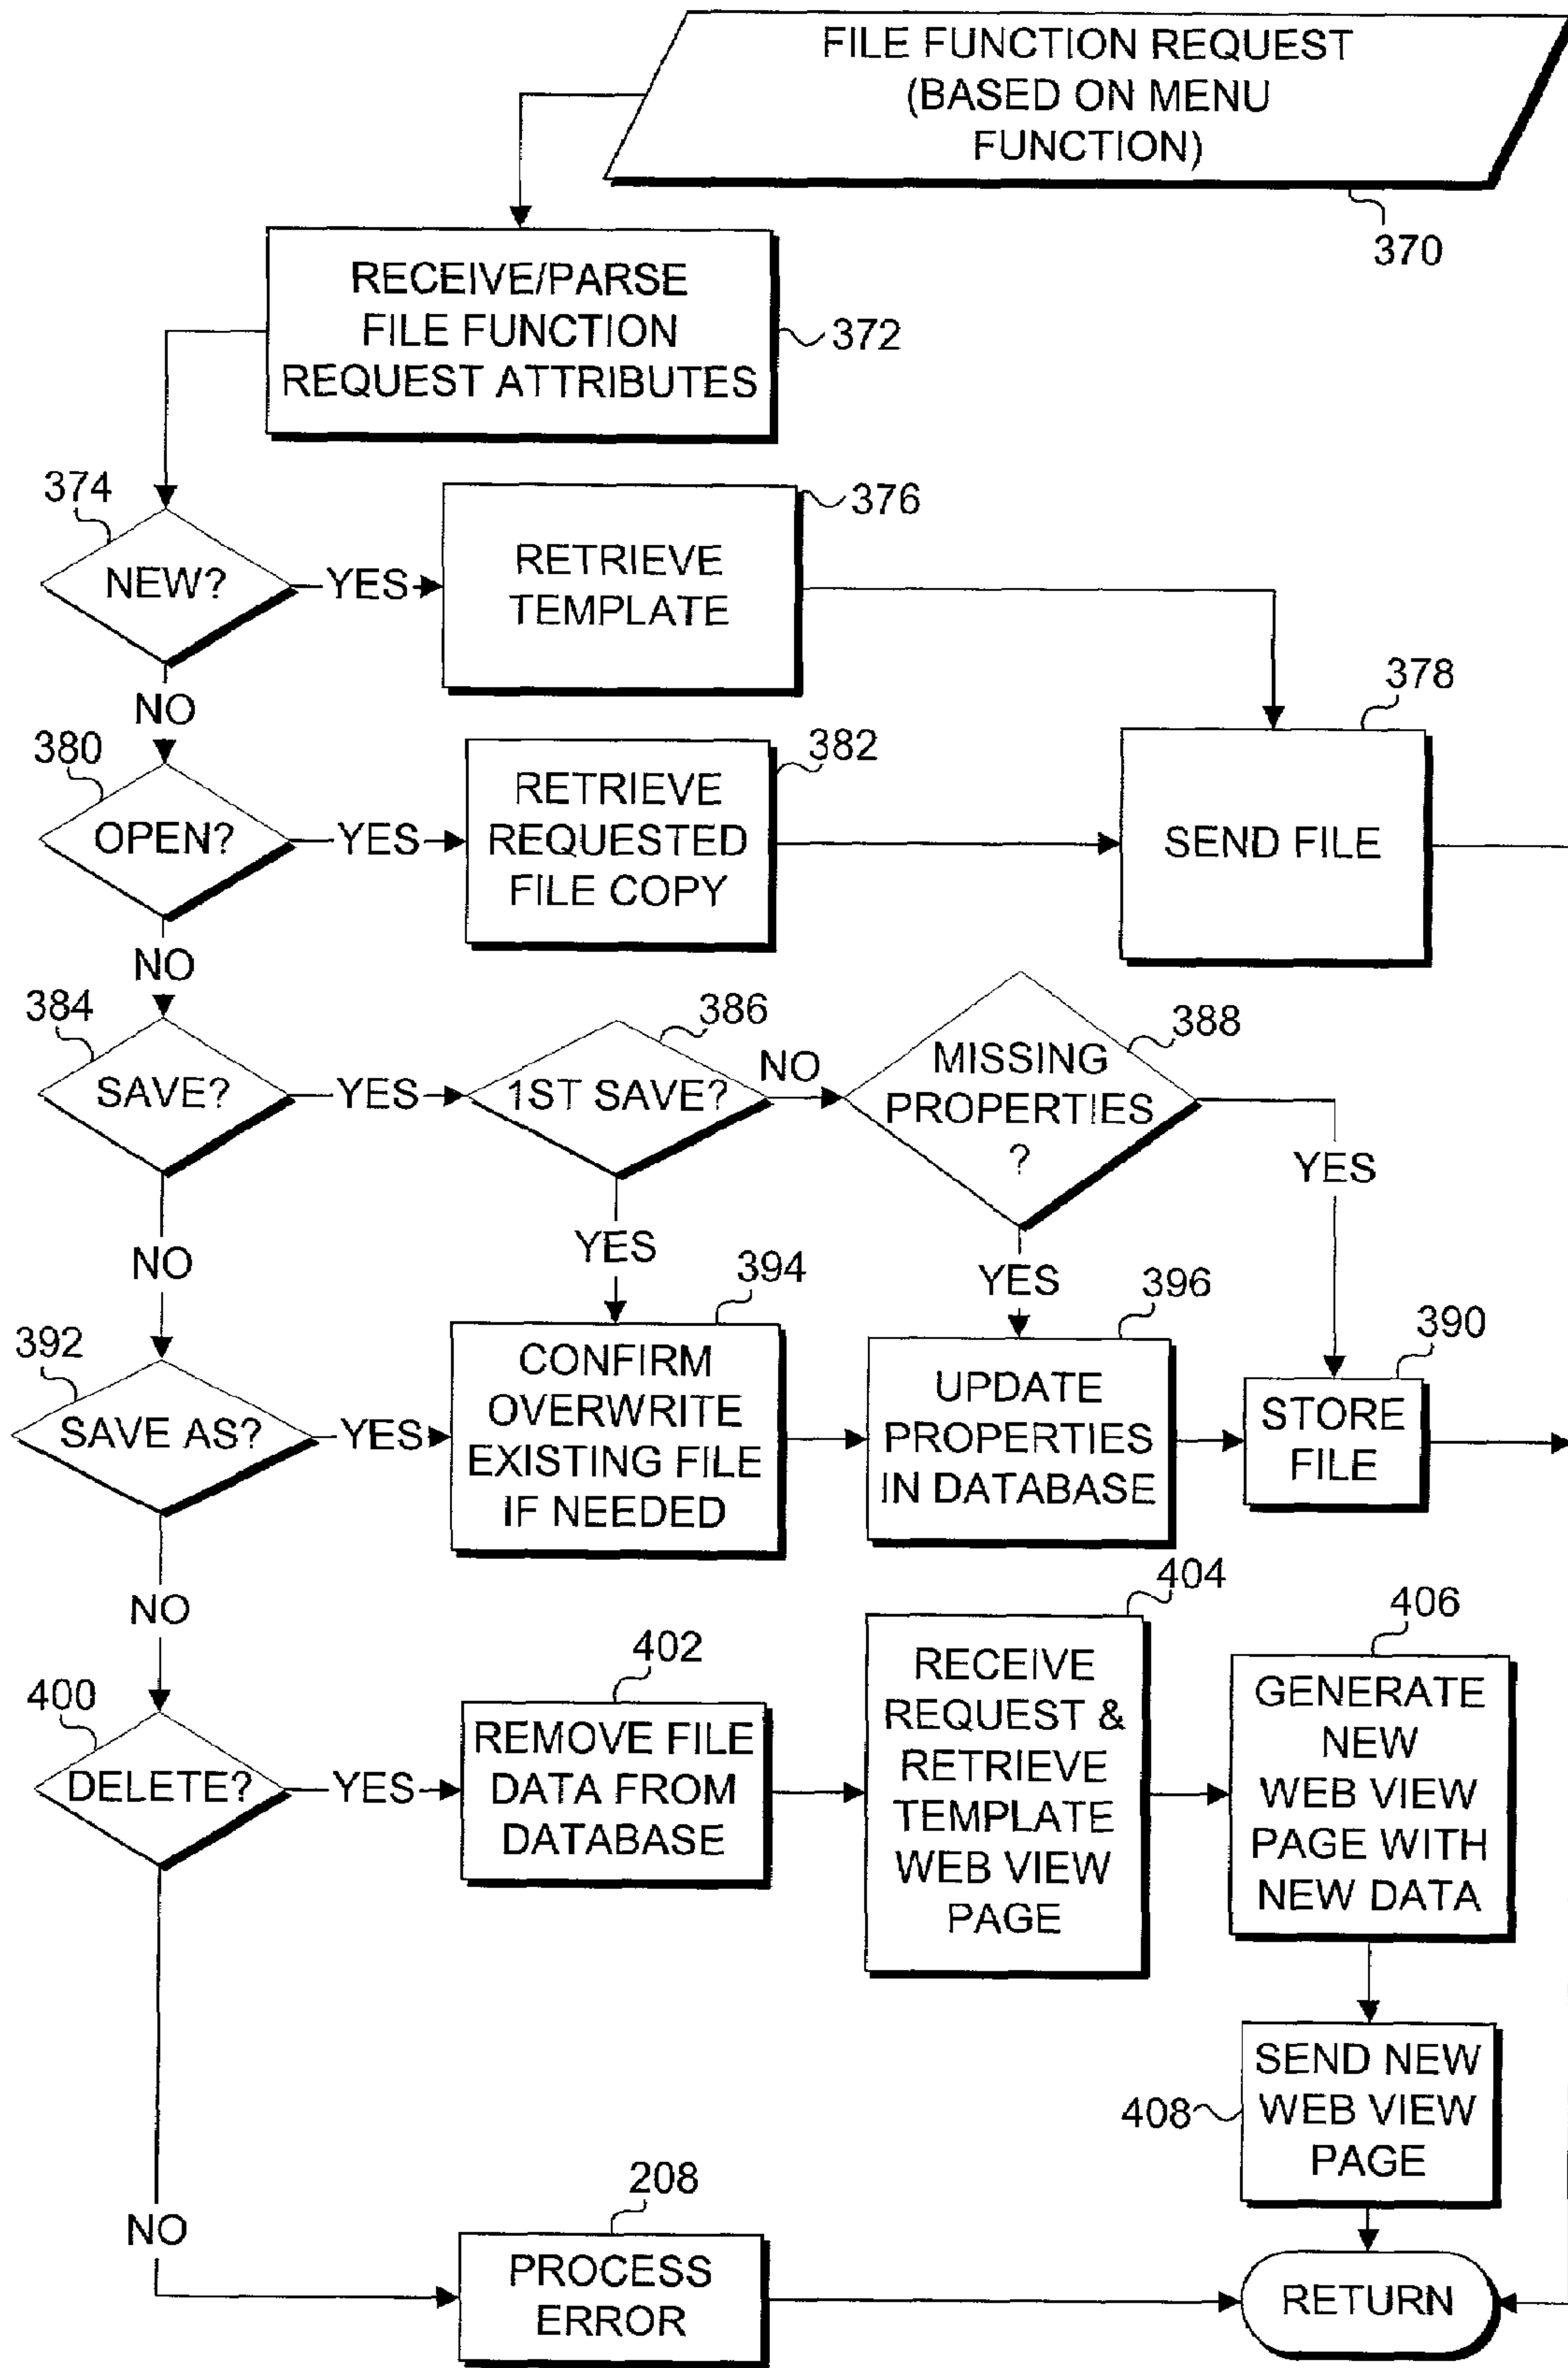 FILE FUNCTION REQUEST
(BASED ON MENU
FUNCTION)
370
RECEIVE/PARSE
FILE FUNCTION
REQUEST ATTRIBUTES
372
374
NEW?
YES
376
RETRIEVE
TEMPLATE
NO
378
SEND FILE
380
OPEN?
YES
382
RETRIEVE
REQUESTED
FILE COPY
NO
384
SAVE?
YES
386
1ST SAVE?
NO
388
MISSING
PROPERTIES
?
YES
NO
YES
YES
392
SAVE AS?
YES
394
CONFIRM
OVERWRITE
EXISTING FILE
IF NEEDED
396
UPDATE
PROPERTIES
IN DATABASE
390
STORE
FILE
NO
400
DELETE?
YES
402
REMOVE FILE
DATA FROM
DATABASE
404
RECEIVE
REQUEST &
RETRIEVE
TEMPLATE
WEB VIEW
PAGE
406
GENERATE
NEW
WEB VIEW
PAGE WITH
NEW DATA
408
SEND NEW
WEB VIEW
PAGE
NO
208
PROCESS
ERROR
RETURN